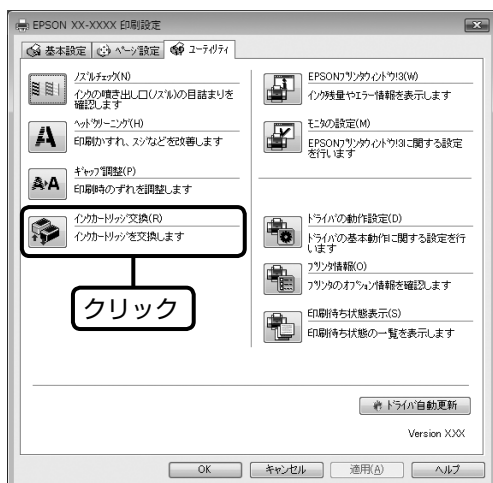 EPSON XX-XXXX 印刷設定
基本設定
ページ設定
ユーティリティ
ノズルチェック(N)
インクの噴き出し口(ノズル)の目詰まりを
確認します
ヘッドクリーニング(H)
印刷かすれ、スジなどを改善します
ギャップ調整(P)
印刷時のずれを調整します
インクカートリッジ交換(R)
インクカートリッジを交換します
クリック
EPSONプリンタウィンドウ!3(W)
インク残量やエラー情報を表示します
モニタの設定(M)
EPSONプリンタウィンドウ!3に関する設定
を行います
ドライバの動作設定(D)
ドライバの基本動作に関する設定を行
います
プリンタ情報(O)
プリンタのオプション情報を確認します
印刷待ち状態表示(S)
印刷待ち状態の一覧を表示します
ドライバ自動更新
Version X.XX
OK
キャンセル
適用(A)
ヘルプ